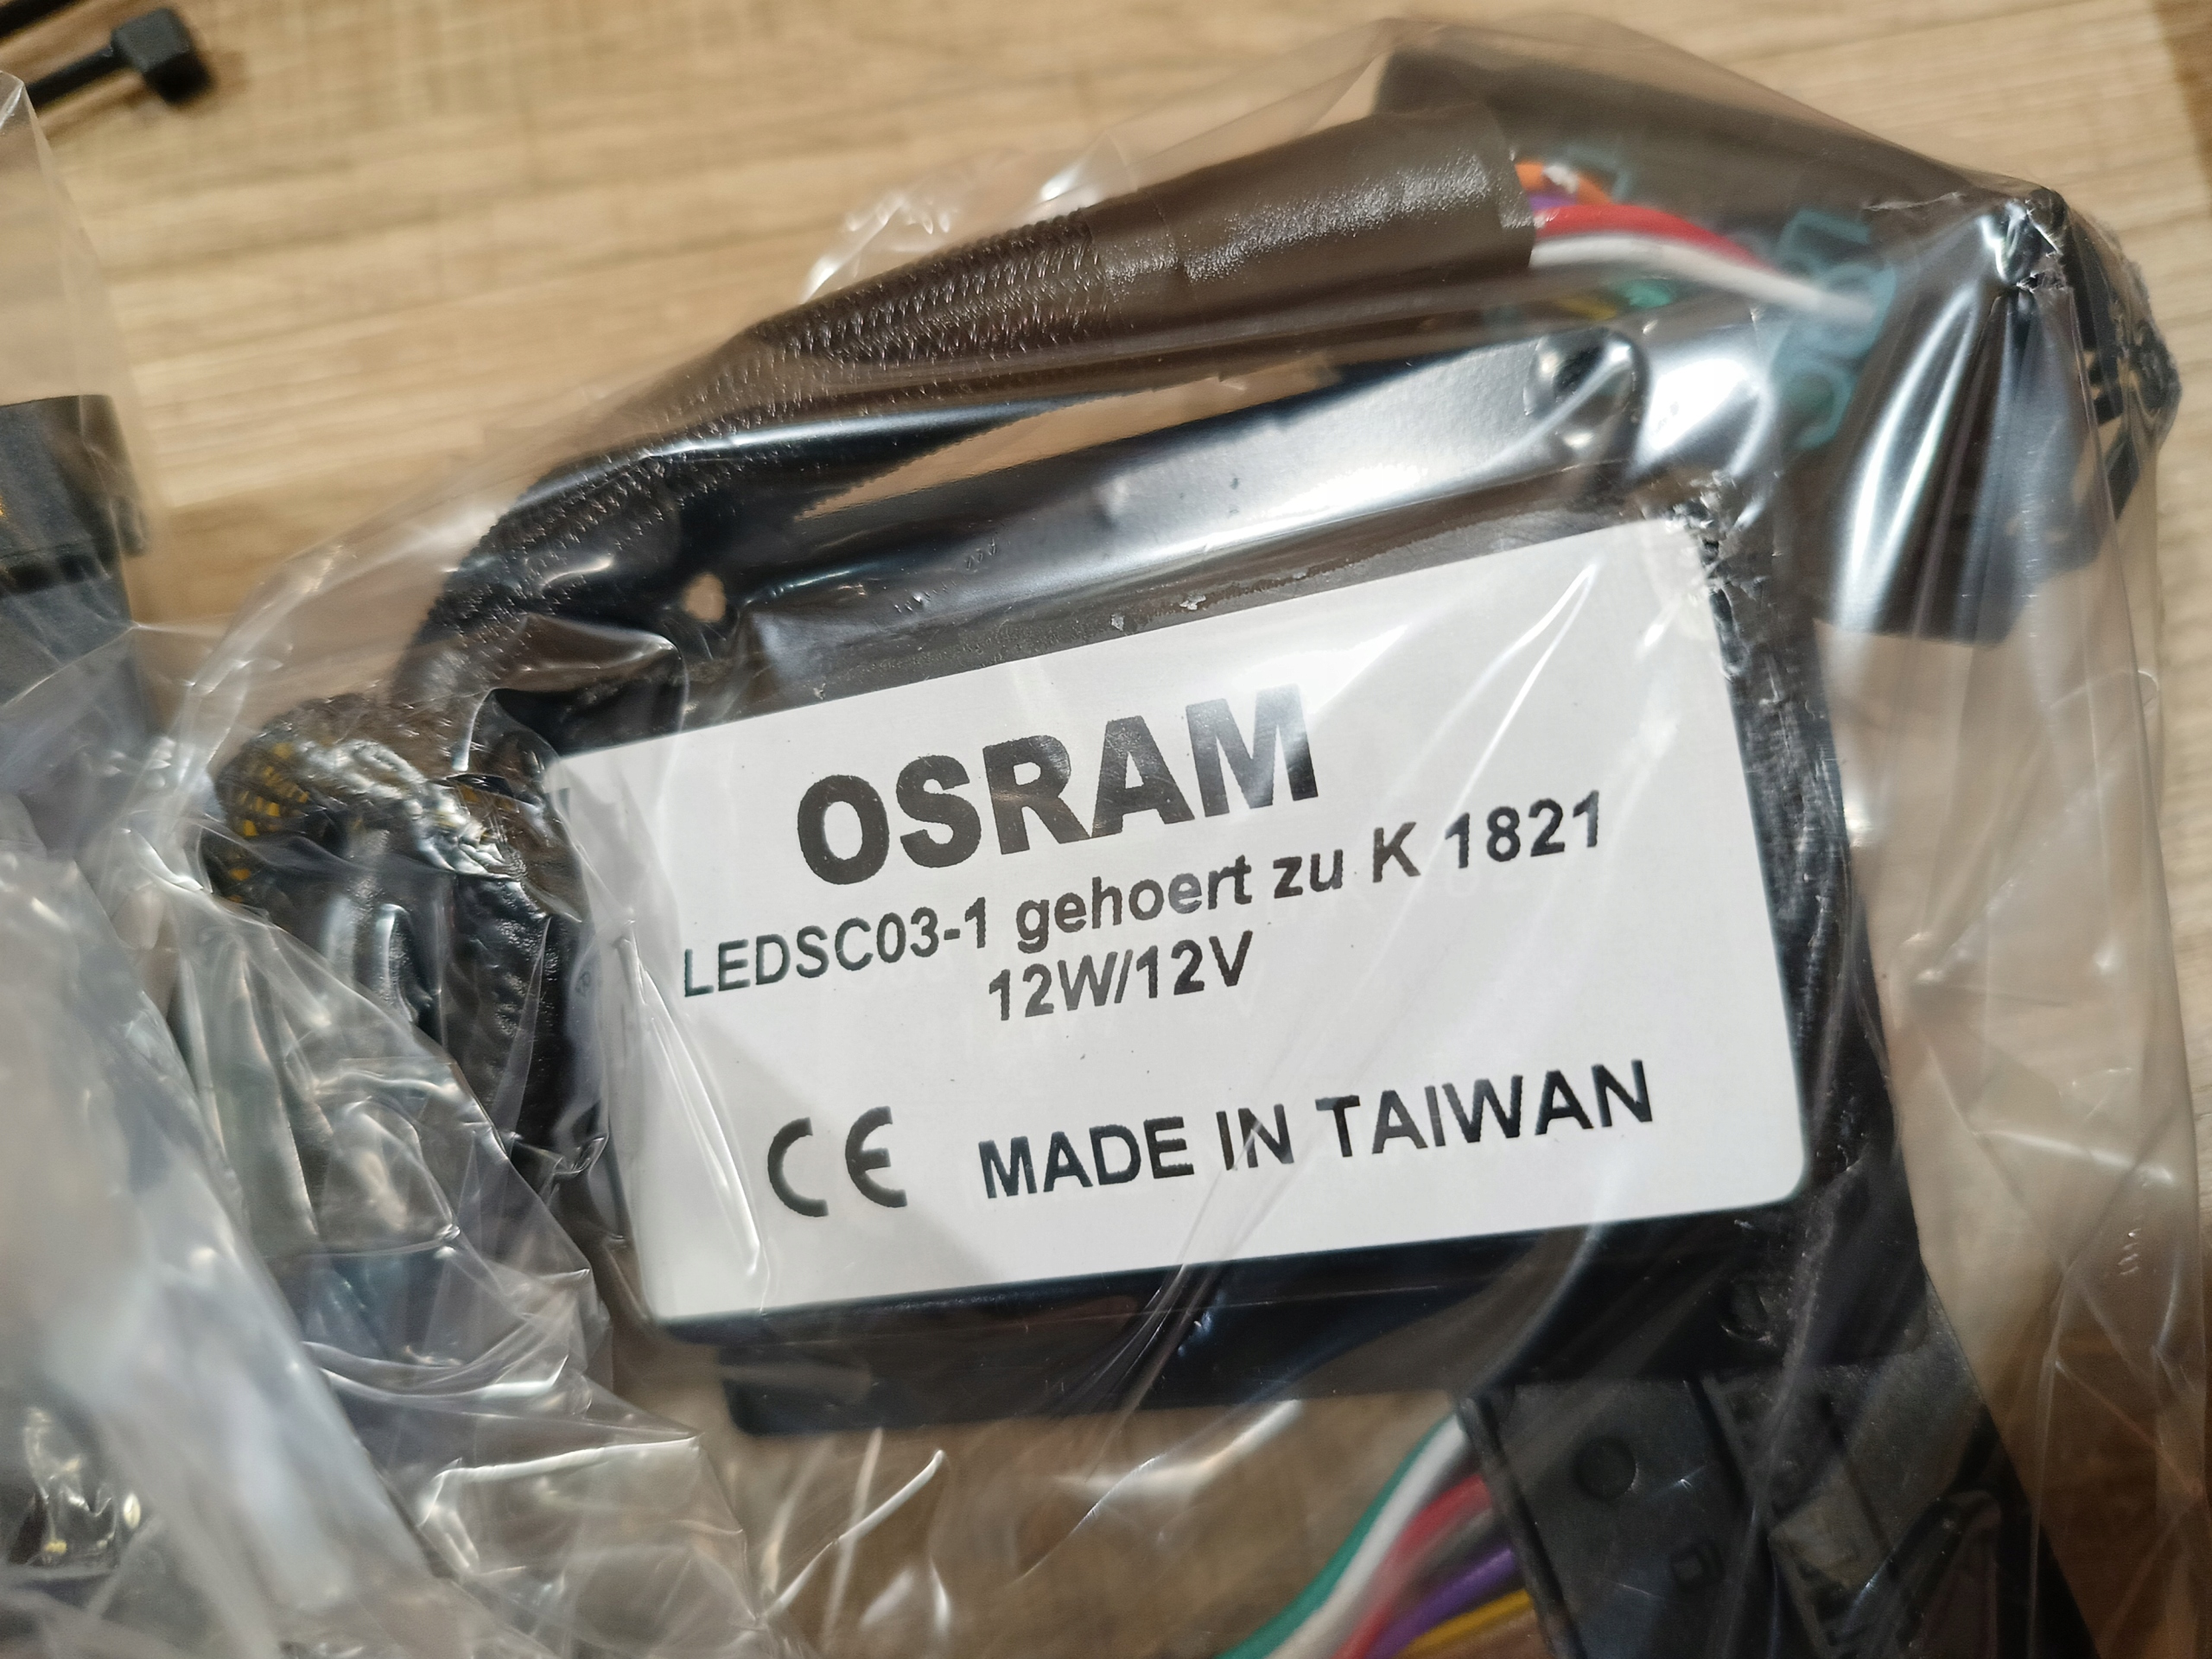 OSRAM
LEDSC03-1 gehoert zu K 1821
12W/12V
CE MADE IN TAIWAN